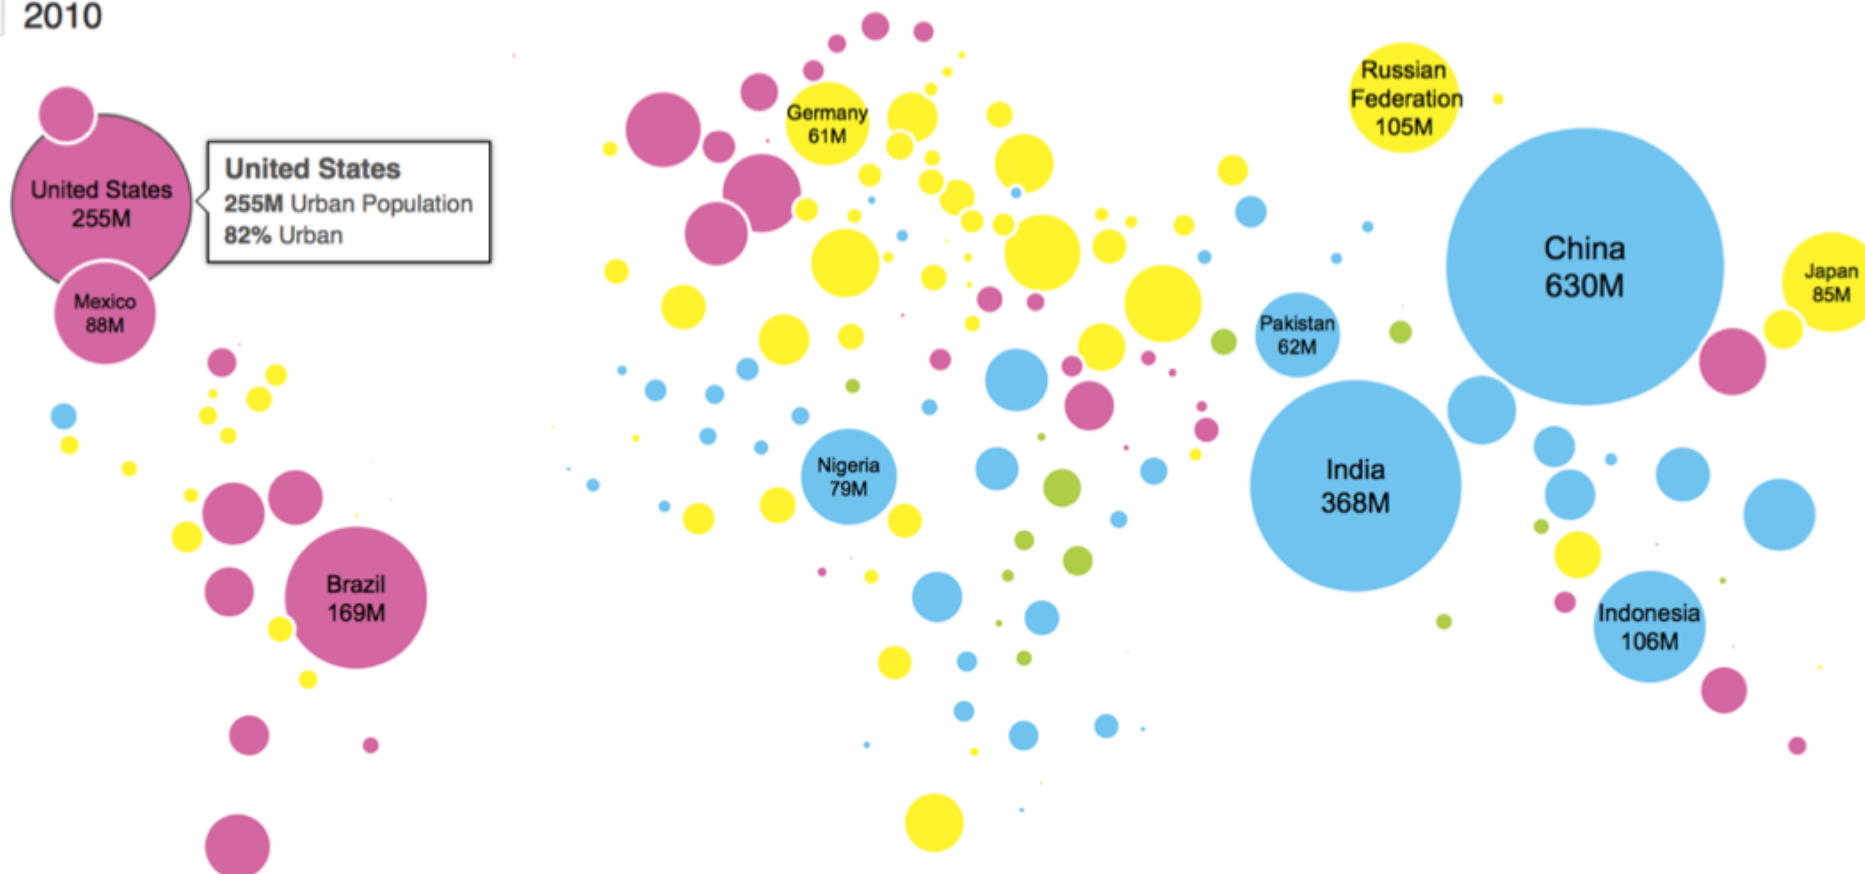 2010
United States
255M
United States
255M Urban Population
82% Urban
Mexico
88M
Germany
61M
Russian
Federation
105M
China
630M
Japan
85M
Pakistan
62M
India
368M
Nigeria
79M
Brazil
169M
Indonesia
106M